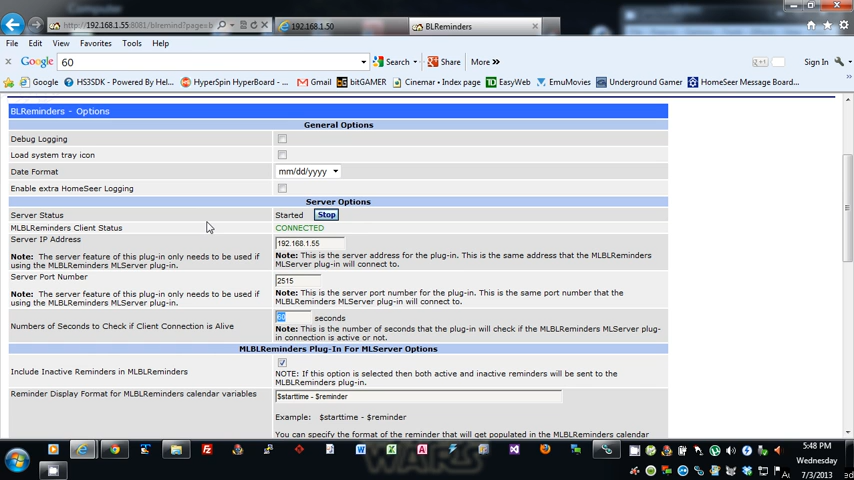 http://192.168.1.55:8081/blremind?page=b
192.168.1.50
BLReminders
File Edit View Favorites Tools Help
Google 60 Search Share More » Sign In
Google HS3SDK - Powered By Hel... HyperSpin HyperBoard - ... Gmail bitGAMER Cinemar • Index page EasyWeb EmuMovies Underground Gamer HomeSeer Message Board...
BLReminders - Options
General Options
Debug Logging
Load system tray icon
Date Format mm/dd/yyyy
Enable extra HomeSeer Logging
Server Options
Server Status Started Stop
MLBLReminders Client Status CONNECTED
Server IP Address 192.168.1.55
Note: The server feature of this plug-in only needs to be used if
using the MLBLReminders MLServer plug-in.
Note: This is the server address for the plug-in. This is the same address that the MLBLReminders
MLServer plug-in will connect to.
Server Port Number 2515
Note: The server feature of this plug-in only needs to be used if
using the MLBLReminders MLServer plug-in.
Note: This is the server port number for the plug-in. This is the same port number that the
MLBLReminders MLServer plug-in will connect to.
Numbers of Seconds to Check if Client Connection is Alive 60 seconds
Note: This is the number of seconds that the plug-in will check if the MLBLReminders MLServer plug-
in connection is active or not.
MLBLReminders Plug-In For MLServer Options
Include Inactive Reminders in MLBLReminders
NOTE: If this option is selected then both active and inactive reminders will be sent to the
MLBLReminders plug-in.
Reminder Display Format for MLBLReminders calendar variables $starttime - $reminder
Example: $starttime - $reminder
You can specify the format of the reminder that will get populated in the MLBLReminders calendar
WARS
5:48 PM
Wednesday
7/3/2013